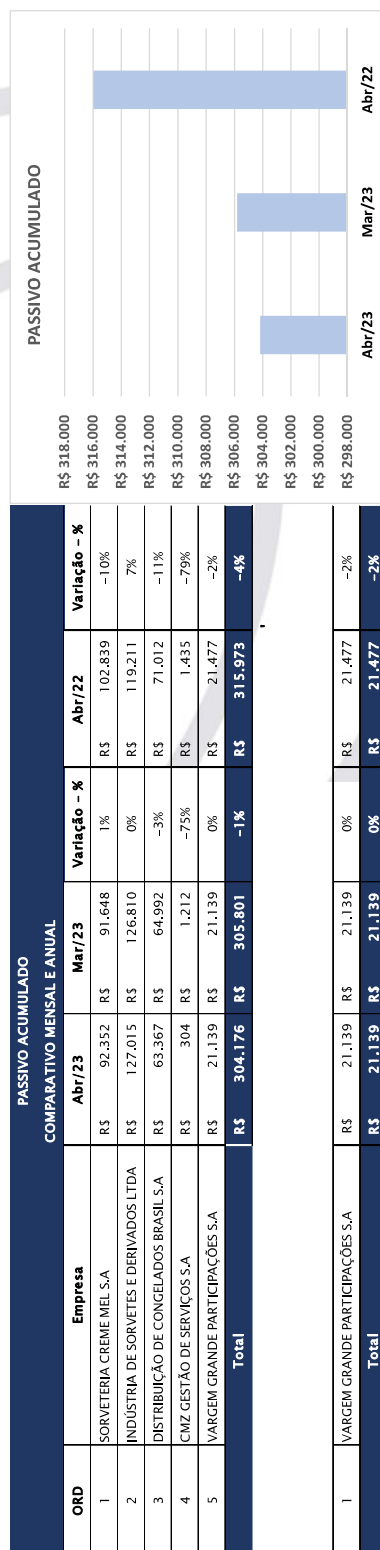 PASSIVO ACUMULADO
COMPARATIVO MENSAL E ANUAL
ORD Empresa Abr/23 Mar/23 Variação – % Abr/22 Variação – %
1 SORVETERIA CREME MEL S.A R$ 92.352 R$ 91.648 1% R$ 102.839 –10%
2 INDÚSTRIA DE SORVETES E DERIVADOS LTDA R$ 127.015 R$ 126.810 0% R$ 119.211 7%
3 DISTRIBUIÇÃO DE CONGELADOS BRASIL S.A R$ 63.367 R$ 64.992 –3% R$ 71.012 –11%
4 CMZ GESTÃO DE SERVIÇOS S.A R$ 304 R$ 1.212 –75% R$ 1.435 –79%
5 VARGEM GRANDE PARTICIPAÇÕES S.A R$ 21.139 R$ 21.139 0% R$ 21.477 –2%
Total R$ 304.176 R$ 305.801 –1% R$ 315.973 –4%
1 VARGEM GRANDE PARTICIPAÇÕES S.A R$ 21.139 R$ 21.139 0% R$ 21.477 –2%
Total R$ 21.139 R$ 21.139 0% R$ 21.477 –2%
PASSIVO ACUMULADO
R$ 318.000
R$ 316.000
R$ 314.000
R$ 312.000
R$ 310.000
R$ 308.000
R$ 306.000
R$ 304.000
R$ 302.000
R$ 300.000
R$ 298.000
Abr/23 Mar/23 Abr/22